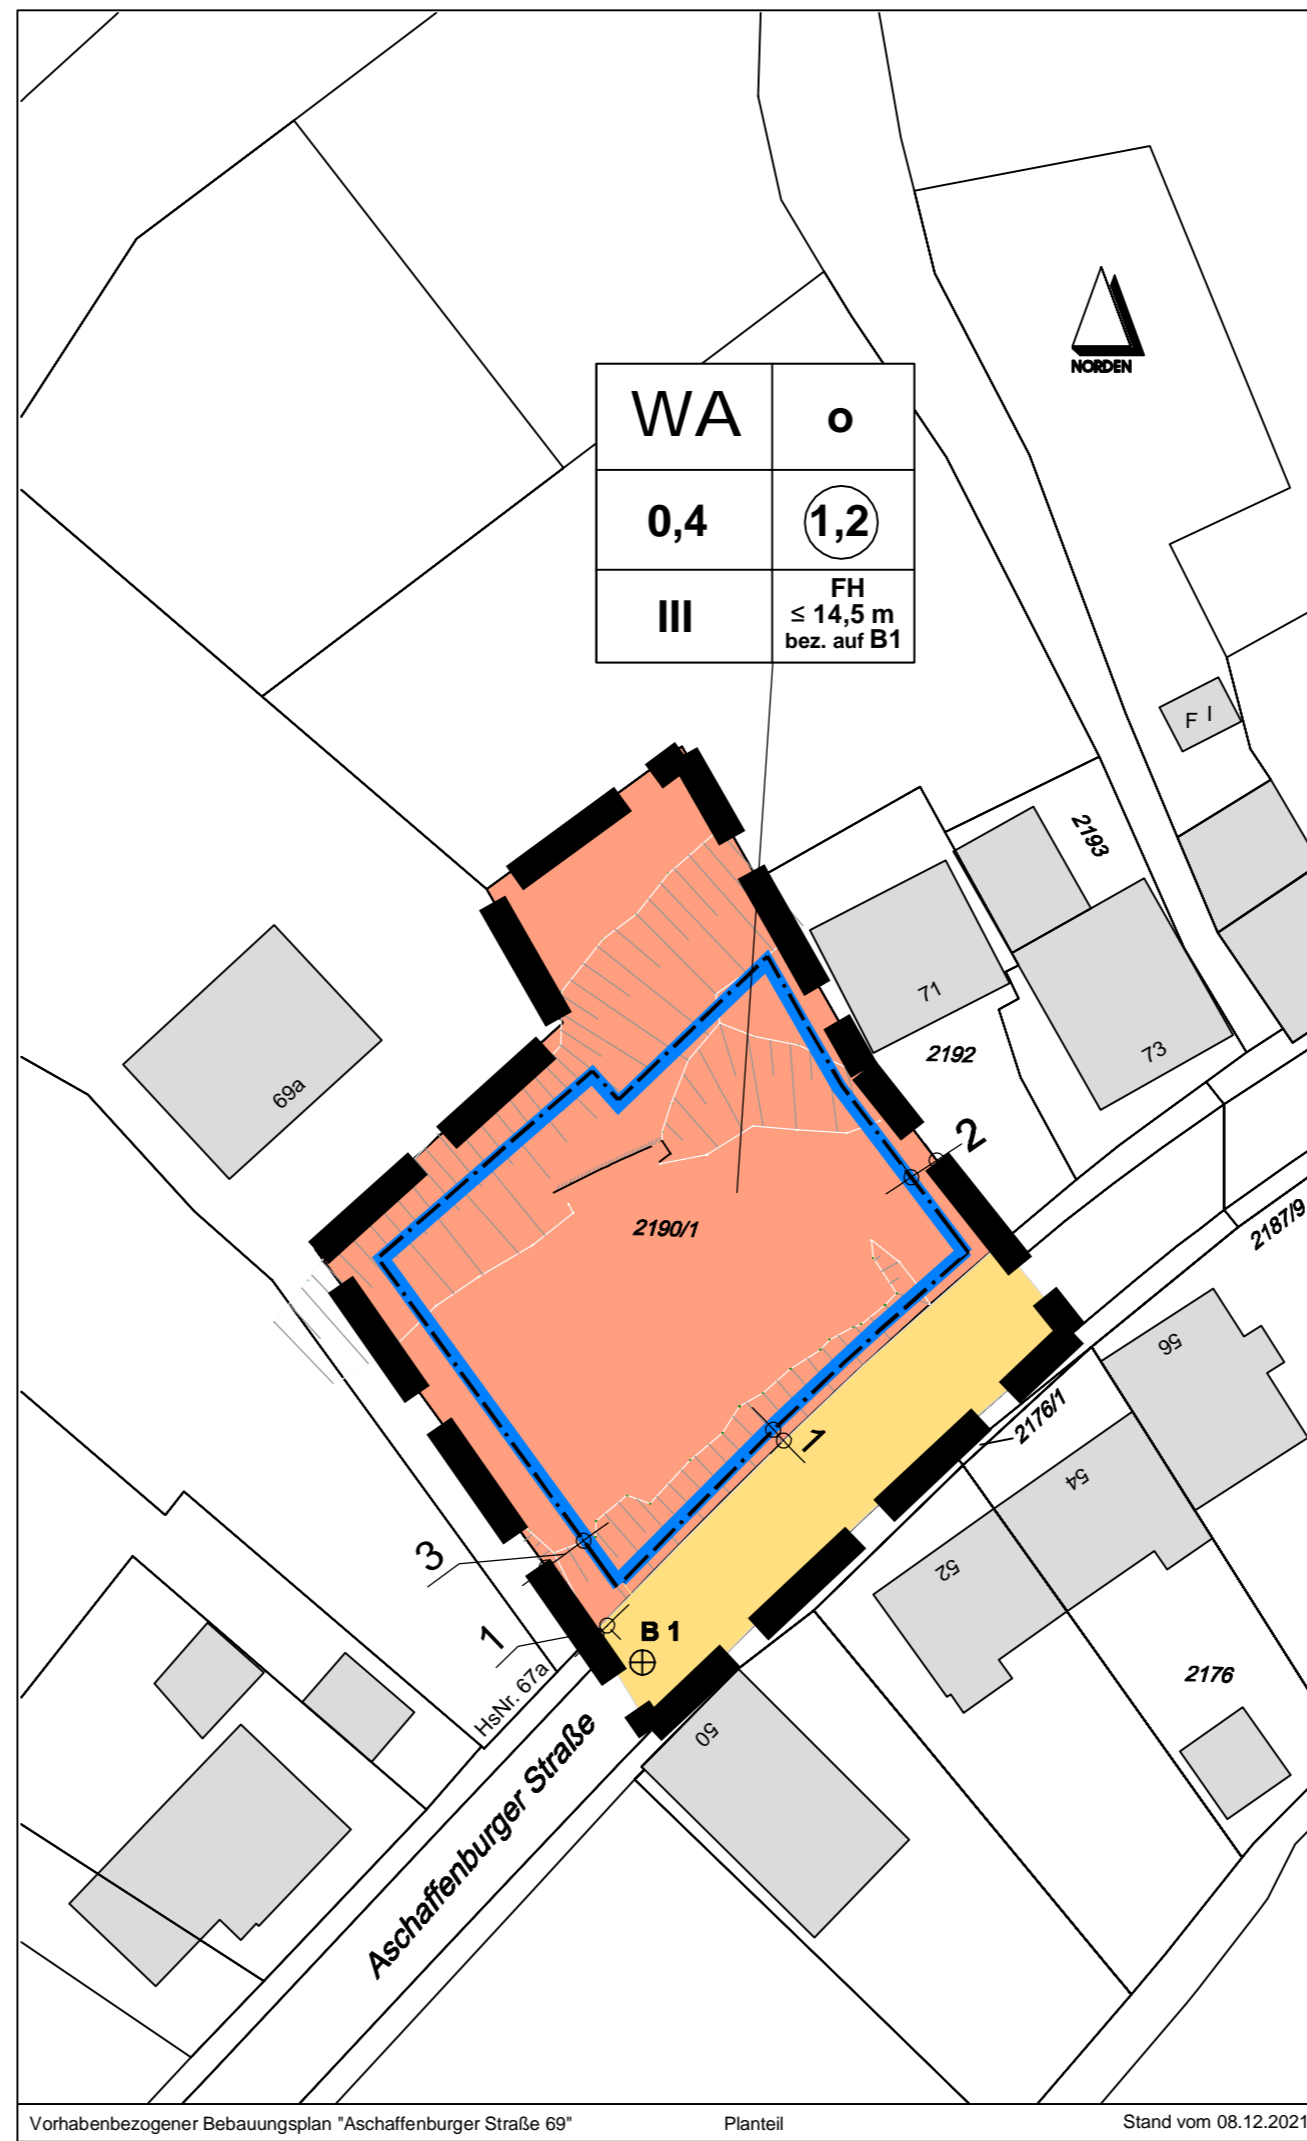 NORDEN
WA o
0,4 1,2
III FH
≤ 14,5 m
bez. auf B1
F I
2193
71
2192
73
69a
2
2190/1
2187/9
56
2176/1
1
54
3
52
1
B 1
2176
HsNr. 67a
50
Aschaffenburger Straße
Vorhabenbezogener Bebauungsplan "Aschaffenburger Straße 69" Planteil Stand vom 08.12.2021